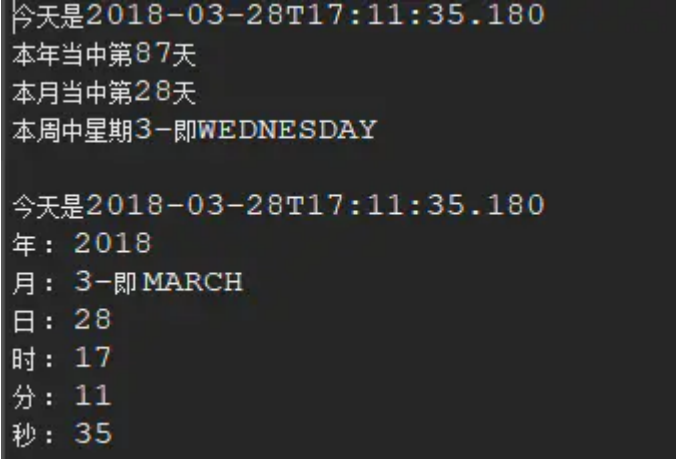 今天是2018-03-28T17:11:35.180
本年当中第87天
本月当中第28天
本周中星期3-即WEDNESDAY
今天是2018-03-28T17:11:35.180
年: 2018
月: 3-即MARCH
日: 28
时: 17
分: 11
秒: 35